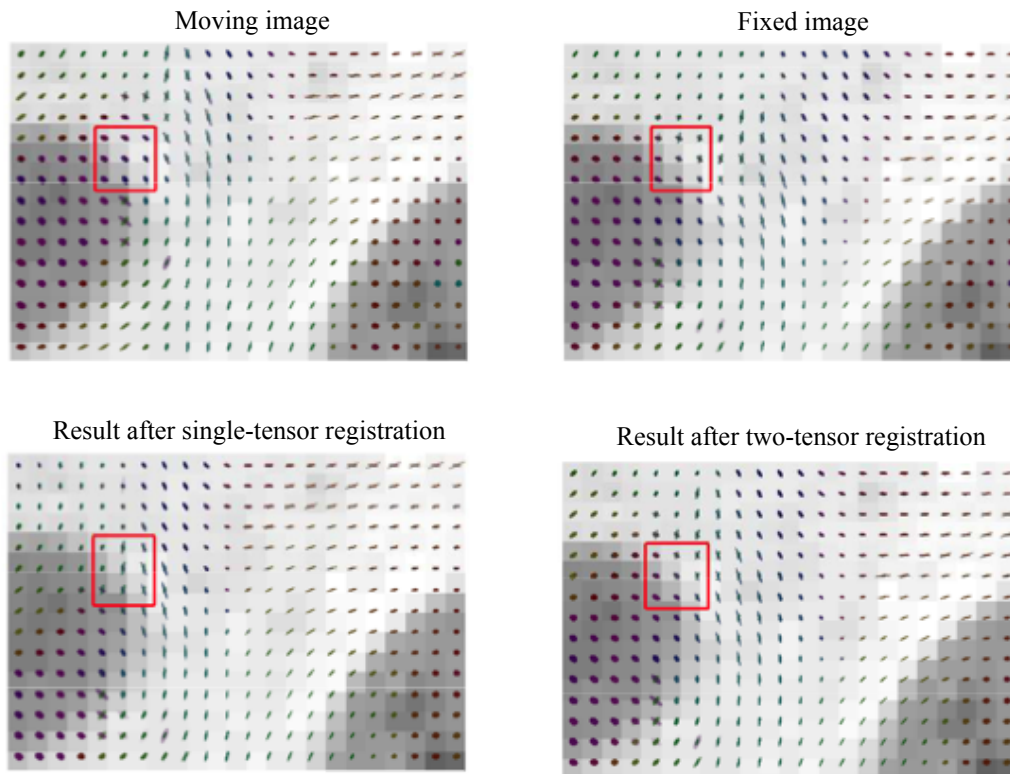 Moving image
Fixed image
Result after single-tensor registration
Result after two-tensor registration